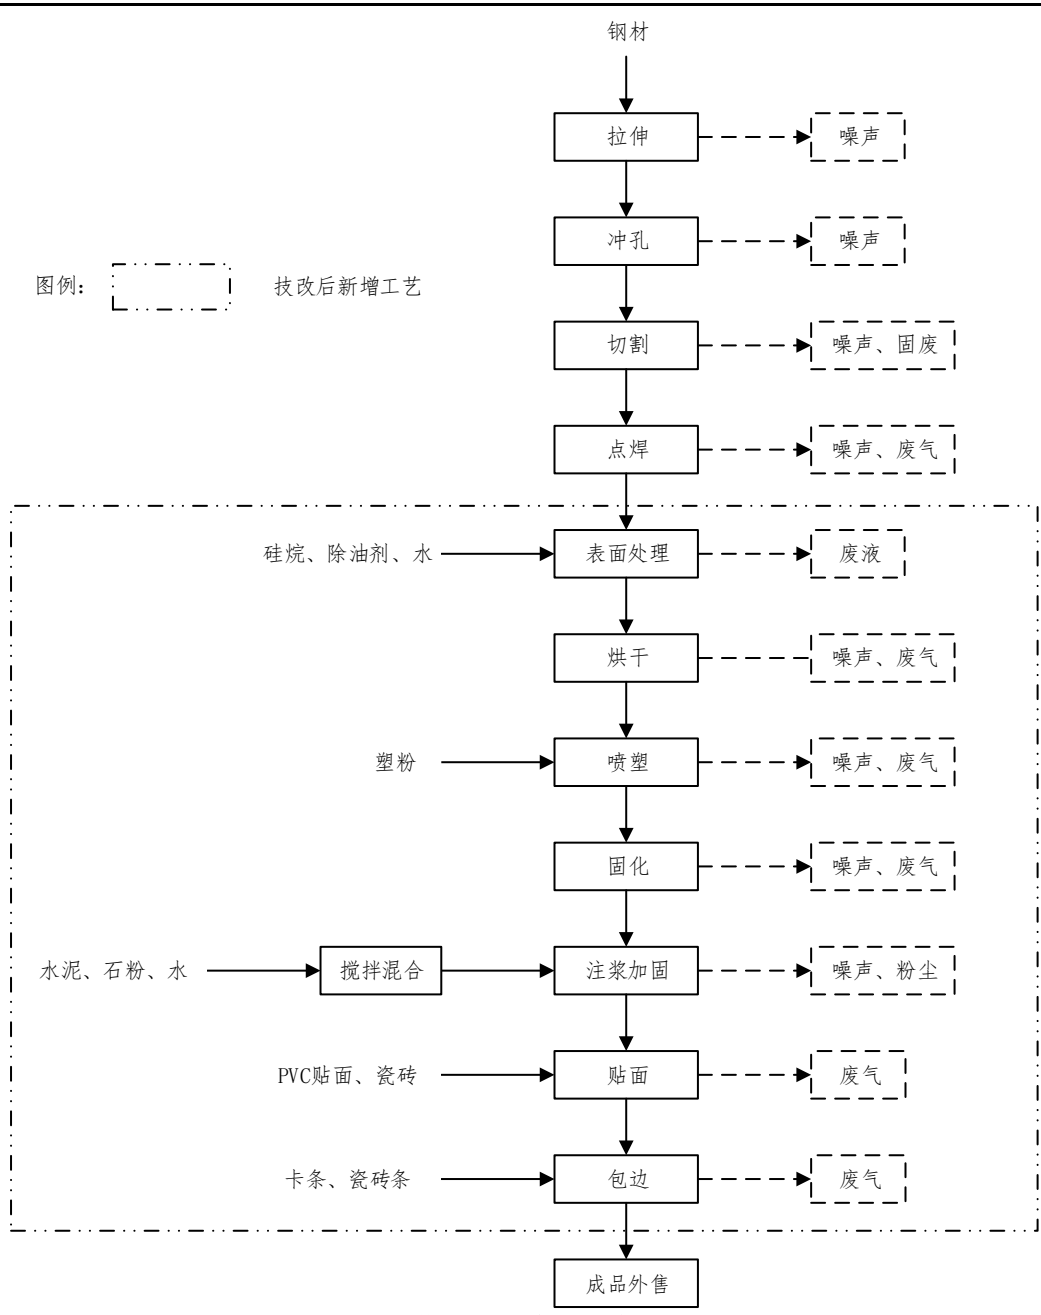 钢材
拉伸
噪声
冲孔
噪声
图例：
技改后新增工艺
切割
噪声、固废
点焊
噪声、废气
硅烷、除油剂、水
表面处理
废液
烘干
噪声、废气
塑粉
喷塑
噪声、废气
固化
噪声、废气
水泥、石粉、水
搅拌混合
注浆加固
噪声、粉尘
PVC贴面、瓷砖
贴面
废气
卡条、瓷砖条
包边
废气
成品外售